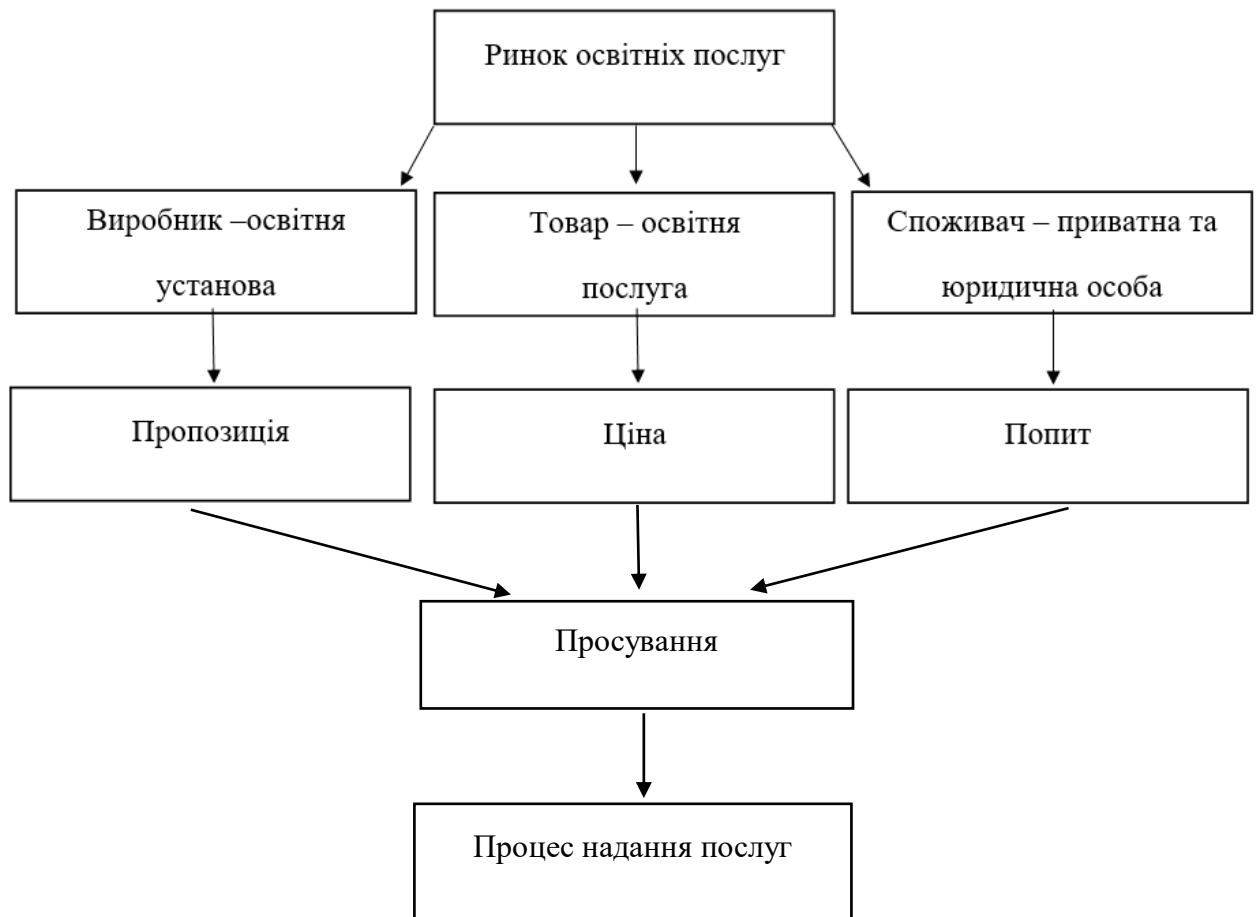 Ринок освітніх послуг
Виробник –освітня
установа
Товар – освітня
послуга
Споживач – приватна та
юридична особа
Пропозиція
Ціна
Попит
Просування
Процес надання послуг